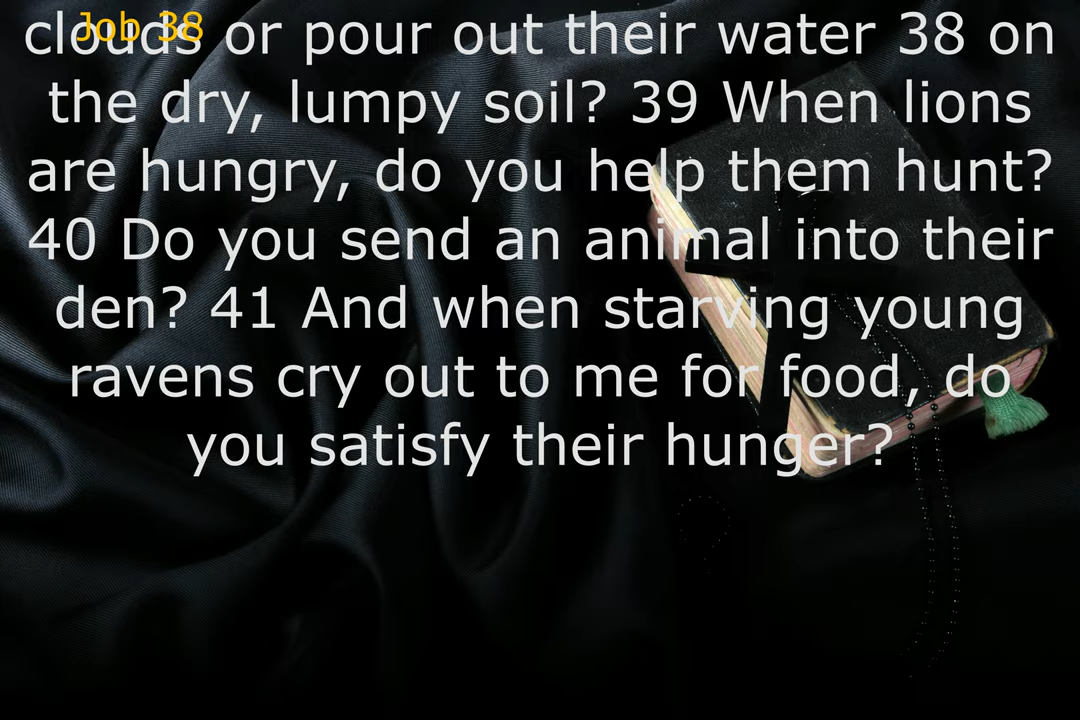 Job 38
clouds or pour out their water 38 on
the dry, lumpy soil? 39 When lions
are hungry, do you help them hunt?
40 Do you send an animal into their
den? 41 And when starving young
ravens cry out to me for food, do
you satisfy their hunger?